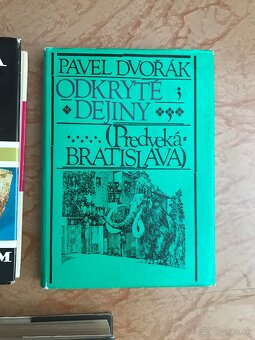 PAVEL DVOŘÁK
ODKRYTÉ
DEJINY
(Predveká
BRATISLAVA)
A
M